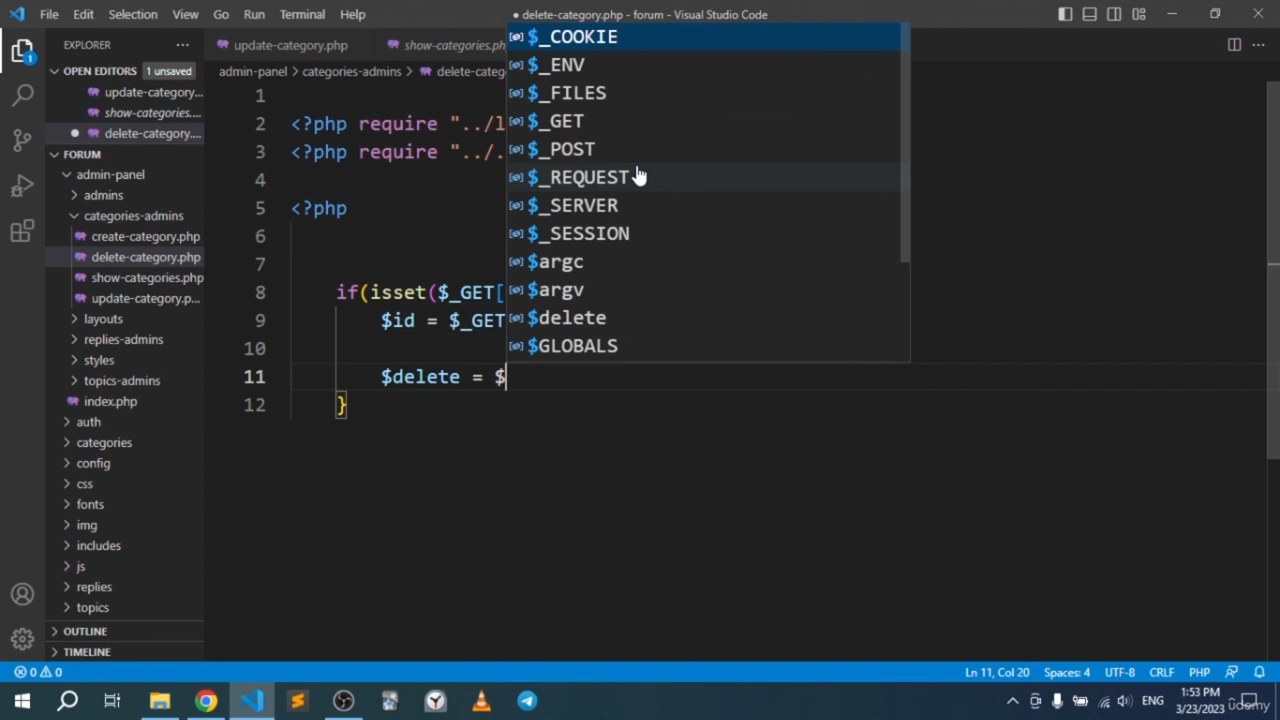 File Edit Selection View Go Run Terminal Help
● delete-category.php - forum - Visual Studio Code
EXPLORER
OPEN EDITORS 1 unsaved
update-category....
show-categories....
delete-category....
FORUM
admin-panel
admins
categories-admins
create-category.php
delete-category.php
show-categories.php
update-category.p...
layouts
replies-admins
styles
topics-admins
index.php
auth
categories
config
css
fonts
img
includes
js
replies
topics
OUTLINE
TIMELINE
update-category.php show-categories.ph
admin-panel > categories-admins > delete-categ
1
2 <?php require "../l
3 <?php require "../.
4
5 <?php
6
7
8 if(isset($_GET[
9 $id = $_GET
10
11 $delete = $
12 }
$_COOKIE
$_ENV
$_FILES
$_GET
$_POST
$_REQUEST
$_SERVER
$_SESSION
$argc
$argv
$delete
$GLOBALS
1
0 0 Ln 11, Col 20 Spaces: 4 UTF-8 CRLF PHP
ENG 1:53 PM
3/23/2023
ûdemy